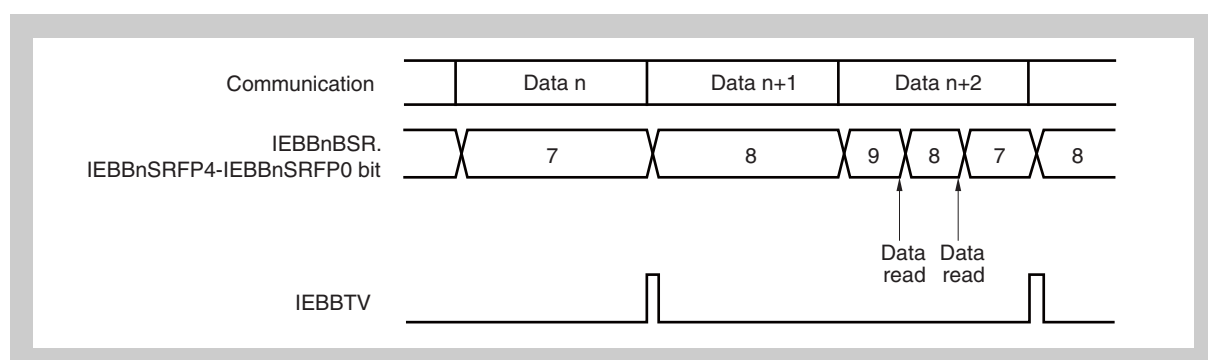 Communication
Data n
Data n+1
Data n+2
IEBBnBSR.
IEBBnSRFP4-IEBBnSRFP0 bit
7
8
9
8
7
8
Data
read
Data
read
IEBBTV